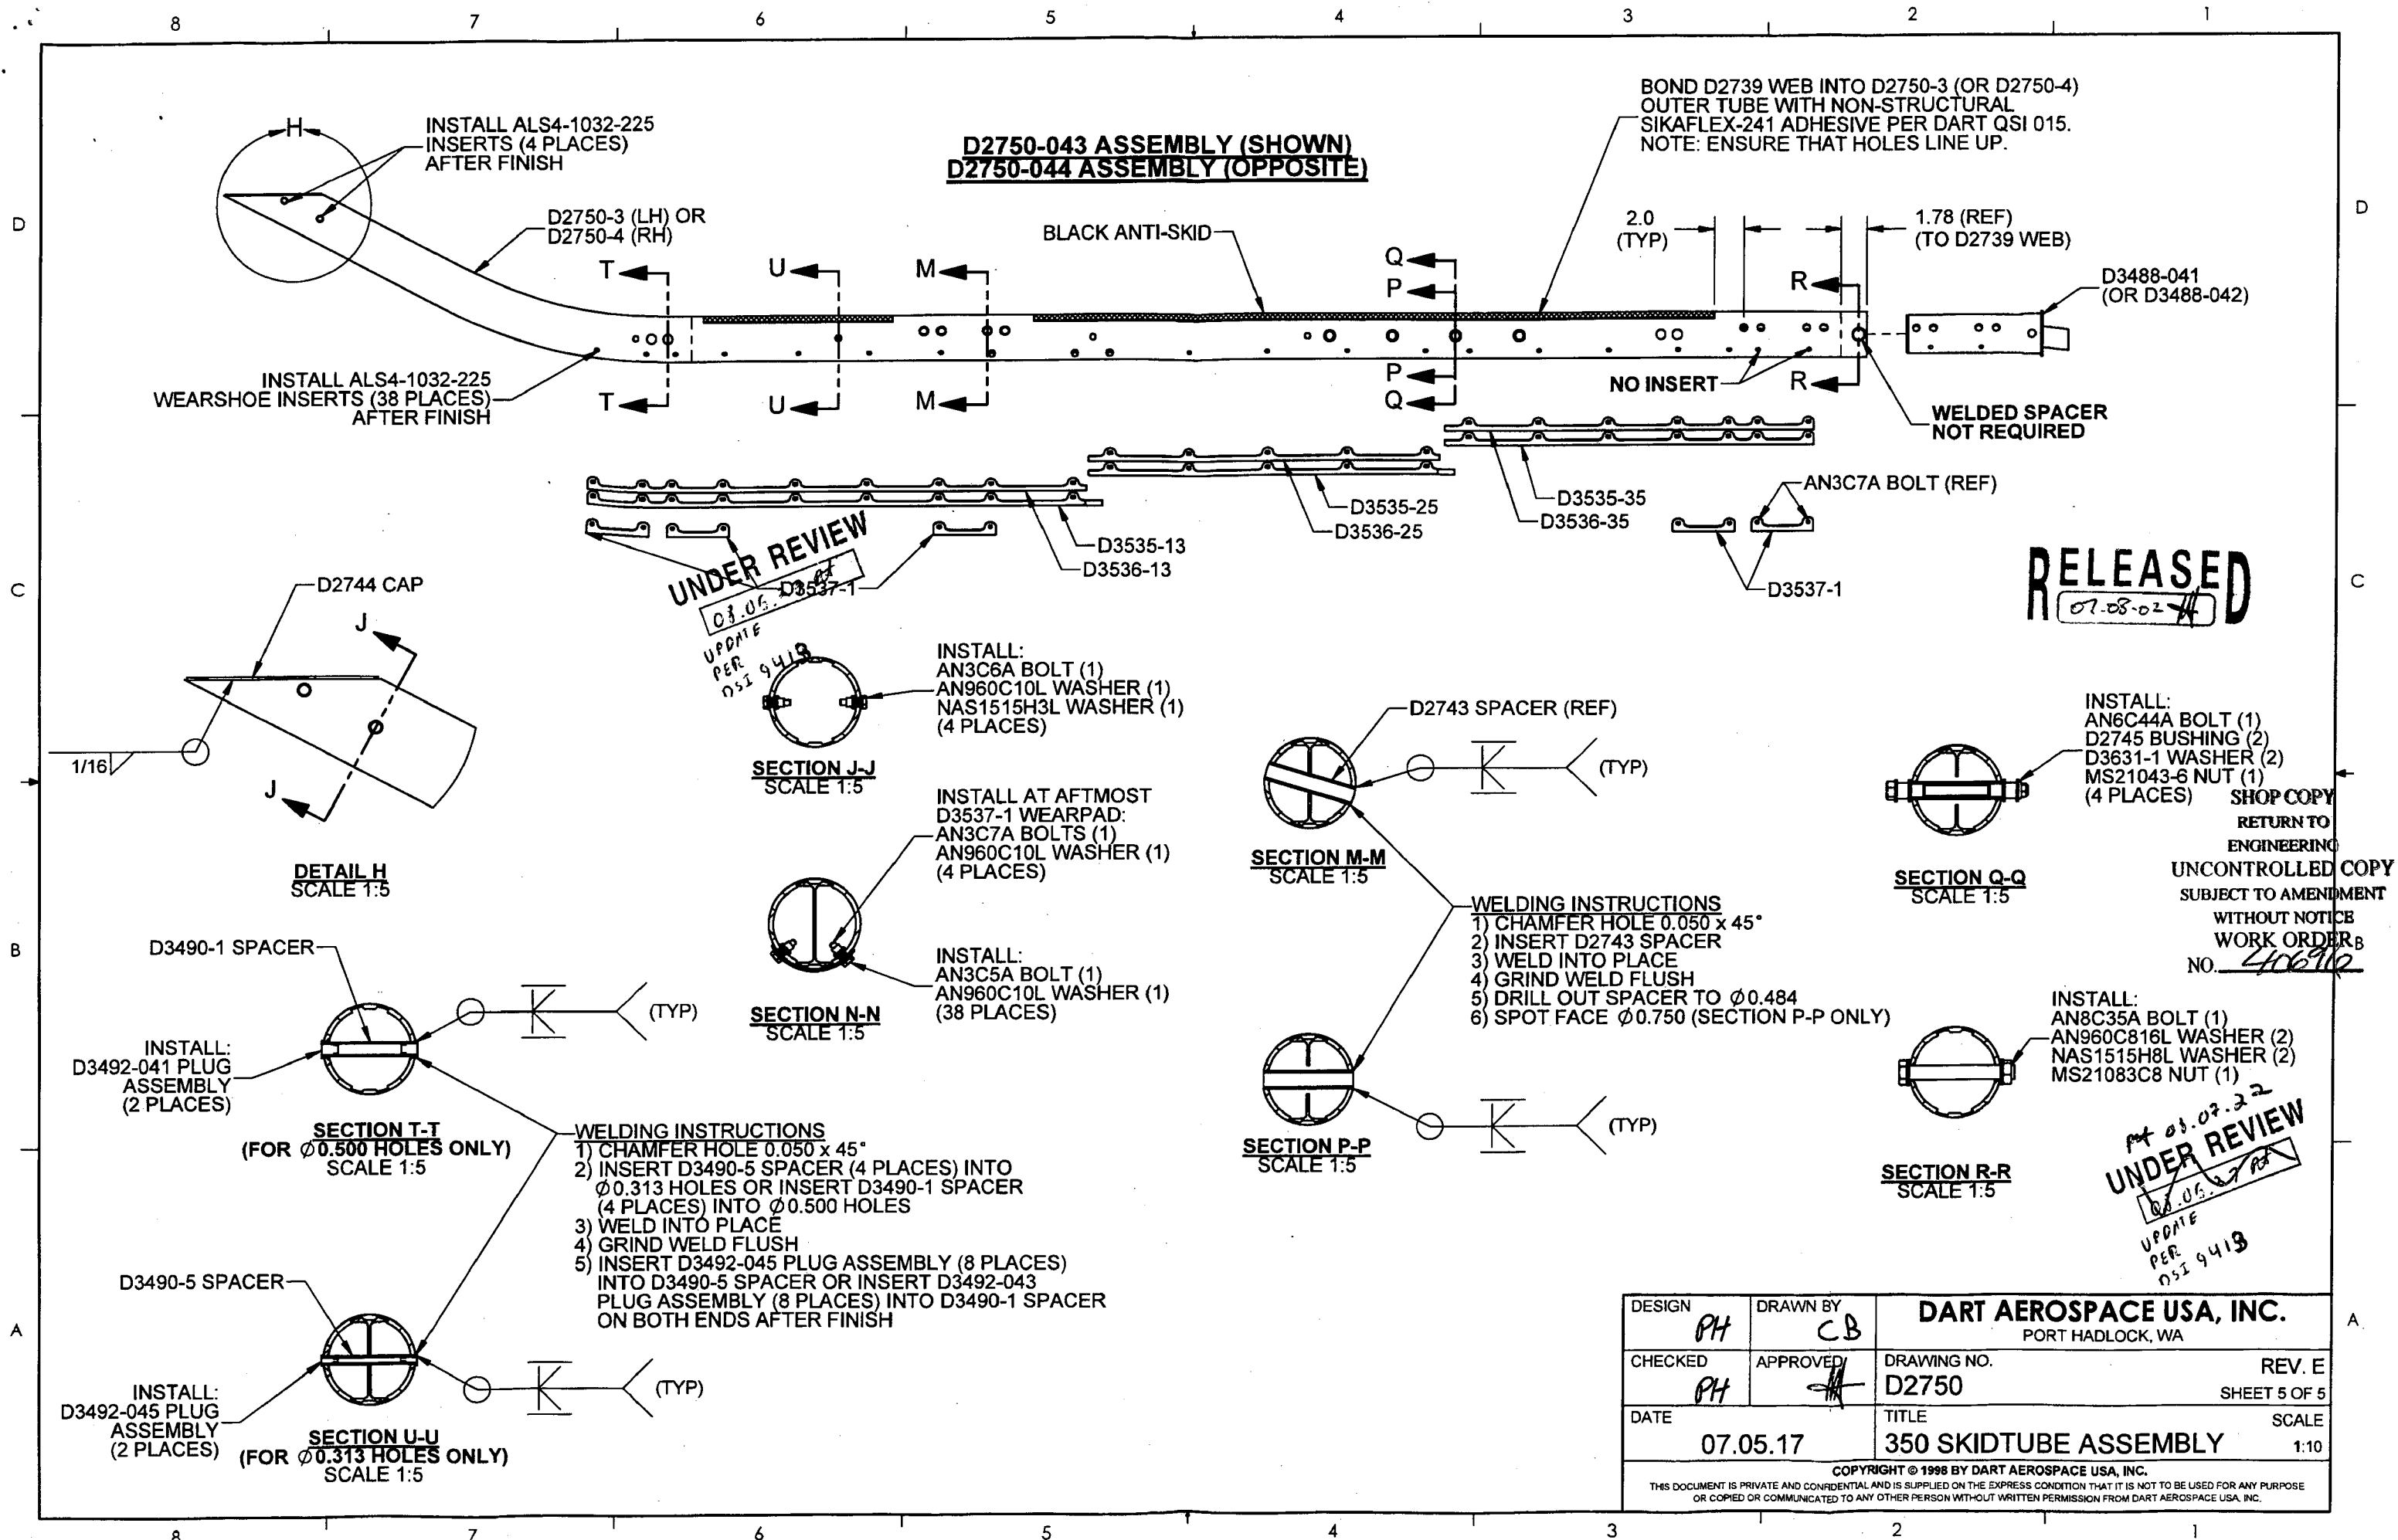 8 7 6 5 4 3 2 1
D
D
C
C
B
B
A
A
H
INSTALL ALS4-1032-225
INSERTS (4 PLACES)
AFTER FINISH
D2750-043 ASSEMBLY (SHOWN)
D2750-044 ASSEMBLY (OPPOSITE)
BOND D2739 WEB INTO D2750-3 (OR D2750-4)
OUTER TUBE WITH NON-STRUCTURAL
SIKAFLEX-241 ADHESIVE PER DART QSI 015.
NOTE: ENSURE THAT HOLES LINE UP.
D2750-3 (LH) OR
D2750-4 (RH)
BLACK ANTI-SKID
2.0
(TYP)
1.78 (REF)
(TO D2739 WEB)
D3488-041
(OR D3488-042)
T U M Q P R
T U M P Q R
INSTALL ALS4-1032-225
WEARSHOE INSERTS (38 PLACES)
AFTER FINISH
NO INSERT
WELDED SPACER
NOT REQUIRED
D3535-13
D3536-13
D3537-1
D3535-25
D3536-25
D3535-35
D3536-35
AN3C7A BOLT (REF)
D3537-1
UNDER REVIEW
UPDATE
PER
DSI 9413
RELEASED
07-08-02
D2744 CAP
J
J
1/16
DETAIL H
SCALE 1:5
INSTALL:
AN3C6A BOLT (1)
AN960C10L WASHER (1)
NAS1515H3L WASHER (1)
(4 PLACES)
SECTION J-J
SCALE 1:5
INSTALL AT AFTMOST
D3537-1 WEARPAD:
AN3C7A BOLTS (1)
AN960C10L WASHER (1)
(4 PLACES)
INSTALL:
AN3C5A BOLT (1)
AN960C10L WASHER (1)
(38 PLACES)
SECTION N-N
SCALE 1:5
D2743 SPACER (REF)
K
(TYP)
SECTION M-M
SCALE 1:5
WELDING INSTRUCTIONS
1) CHAMFER HOLE 0.050 x 45°
2) INSERT D2743 SPACER
3) WELD INTO PLACE
4) GRIND WELD FLUSH
5) DRILL OUT SPACER TO Ø0.484
6) SPOT FACE Ø0.750 (SECTION P-P ONLY)
K
(TYP)
SECTION P-P
SCALE 1:5
INSTALL:
AN6C44A BOLT (1)
D2745 BUSHING (2)
D3631-1 WASHER (2)
MS21043-6 NUT (1)
(4 PLACES)
SECTION Q-Q
SCALE 1:5
SHOP COPY
RETURN TO
ENGINEERING
UNCONTROLLED COPY
SUBJECT TO AMENDMENT
WITHOUT NOTICE
WORK ORDER
NO.
INSTALL:
AN8C35A BOLT (1)
AN960C816L WASHER (2)
NAS1515H8L WASHER (2)
MS21083C8 NUT (1)
SECTION R-R
SCALE 1:5
UNDER REVIEW
UPDATE
PER
DSI 9413
D3490-1 SPACER
K
(TYP)
INSTALL:
D3492-041 PLUG
ASSEMBLY
(2 PLACES)
SECTION T-T
(FOR Ø0.500 HOLES ONLY)
SCALE 1:5
WELDING INSTRUCTIONS
1) CHAMFER HOLE 0.050 x 45°
2) INSERT D3490-5 SPACER (4 PLACES) INTO
Ø0.313 HOLES OR INSERT D3490-1 SPACER
(4 PLACES) INTO Ø0.500 HOLES
3) WELD INTO PLACE
4) GRIND WELD FLUSH
5) INSERT D3492-045 PLUG ASSEMBLY (8 PLACES)
INTO D3490-5 SPACER OR INSERT D3492-043
PLUG ASSEMBLY (8 PLACES) INTO D3490-1 SPACER
ON BOTH ENDS AFTER FINISH
D3490-5 SPACER
K
(TYP)
INSTALL:
D3492-045 PLUG
ASSEMBLY
(2 PLACES)
SECTION U-U
(FOR Ø0.313 HOLES ONLY)
SCALE 1:5
DESIGN
PH
DRAWN BY
CB
DART AEROSPACE USA, INC.
PORT HADLOCK, WA
CHECKED
PH
APPROVED
DRAWING NO.
D2750
REV. E
SHEET 5 OF 5
DATE
07.05.17
TITLE
350 SKIDTUBE ASSEMBLY
SCALE
1:10
COPYRIGHT © 1998 BY DART AEROSPACE USA, INC.
THIS DOCUMENT IS PRIVATE AND CONFIDENTIAL AND IS SUPPLIED ON THE EXPRESS CONDITION THAT IT IS NOT TO BE USED FOR ANY PURPOSE
OR COPIED OR COMMUNICATED TO ANY OTHER PERSON WITHOUT WRITTEN PERMISSION FROM DART AEROSPACE USA, INC.
8 7 6 5 4 3 2 1